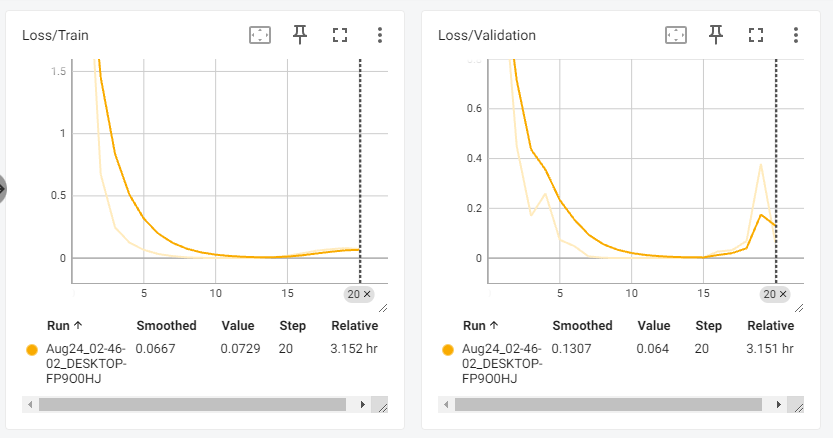 Loss/Train
1.5
1
0.5
0
5
10
15
20 ×
Run ↑ Smoothed Value Step Relative
Aug24_02-46- 0.0667 0.0729 20 3.152 hr
02_DESKTOP-
FP9O0HJ
Loss/Validation
0.6
0.4
0.2
0
5
10
15
20 ×
Run ↑ Smoothed Value Step Relative
Aug24_02-46- 0.1307 0.064 20 3.151 hr
02_DESKTOP-
FP9O0HJ